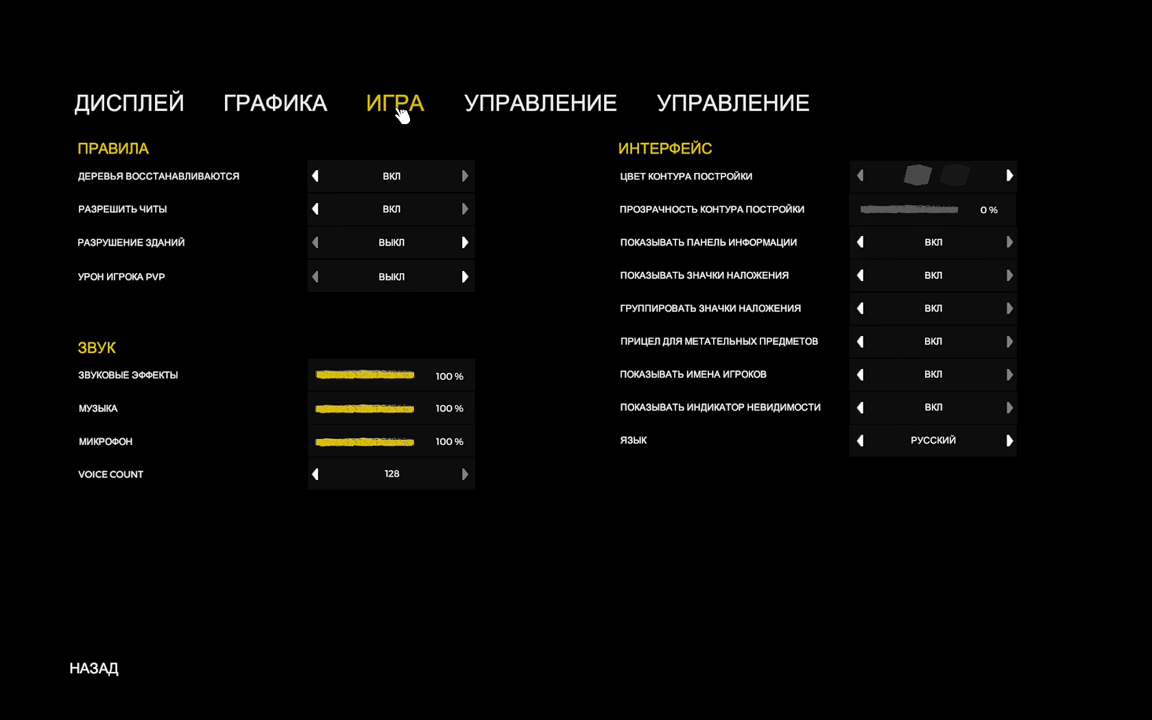 ДИСПЛЕЙ ГРАФИКА ИГРА УПРАВЛЕНИЕ УПРАВЛЕНИЕ
ПРАВИЛА
ДЕРЕВЬЯ ВОССТАНАВЛИВАЮТСЯ ВКЛ
РАЗРЕШИТЬ ЧИТЫ ВКЛ
РАЗРУШЕНИЕ ЗДАНИЙ ВЫКЛ
УРОН ИГРОКА PVP ВЫКЛ
ЗВУК
ЗВУКОВЫЕ ЭФФЕКТЫ 100 %
МУЗЫКА 100 %
МИКРОФОН 100 %
VOICE COUNT 128
ИНТЕРФЕЙС
ЦВЕТ КОНТУРА ПОСТРОЙКИ
ПРОЗРАЧНОСТЬ КОНТУРА ПОСТРОЙКИ 0 %
ПОКАЗЫВАТЬ ПАНЕЛЬ ИНФОРМАЦИИ ВКЛ
ПОКАЗЫВАТЬ ЗНАЧКИ НАЛОЖЕНИЯ ВКЛ
ГРУППИРОВАТЬ ЗНАЧКИ НАЛОЖЕНИЯ ВКЛ
ПРИЦЕЛ ДЛЯ МЕТАТЕЛЬНЫХ ПРЕДМЕТОВ ВКЛ
ПОКАЗЫВАТЬ ИМЕНА ИГРОКОВ ВКЛ
ПОКАЗЫВАТЬ ИНДИКАТОР НЕВИДИМОСТИ ВКЛ
ЯЗЫК РУССКИЙ
НАЗАД